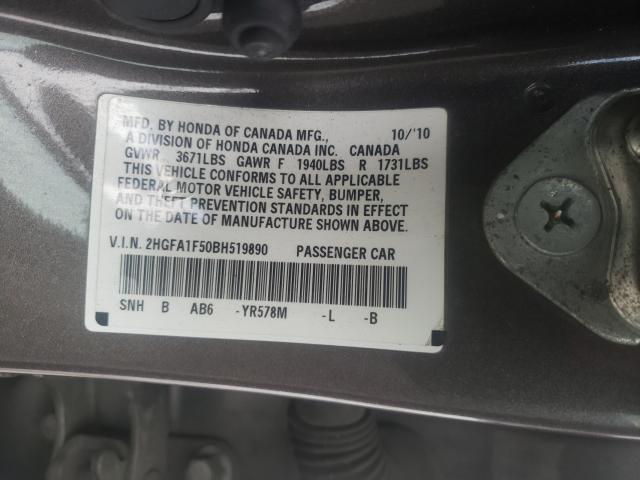 MFD. BY HONDA OF CANADA MFG., 10/'10
A DIVISION OF HONDA CANADA INC. CANADA
GVWR 3671LBS GAWR F 1940LBS R 1731LBS
THIS VEHICLE CONFORMS TO ALL APPLICABLE
FEDERAL MOTOR VEHICLE SAFETY, BUMPER,
AND THEFT PREVENTION STANDARDS IN EFFECT
ON THE DATE OF MANUFACTURE SHOWN ABOVE.
V.I.N. 2HGFA1F50BH519890 PASSENGER CAR
SNH B AB6 -YR578M -L -B